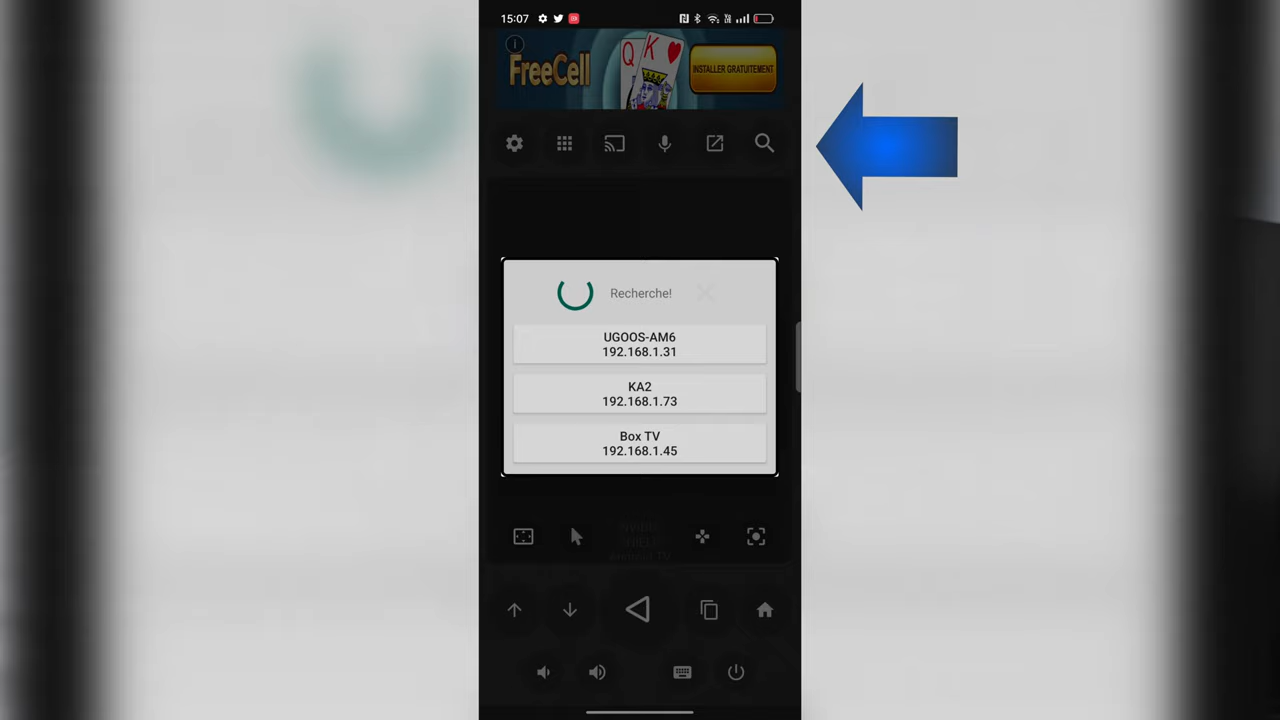 15:07
FreeCell
Q K
INSTALLER GRATUITEMENT
Recherche!
UGOOS-AM6
192.168.1.31
KA2
192.168.1.73
Box TV
192.168.1.45